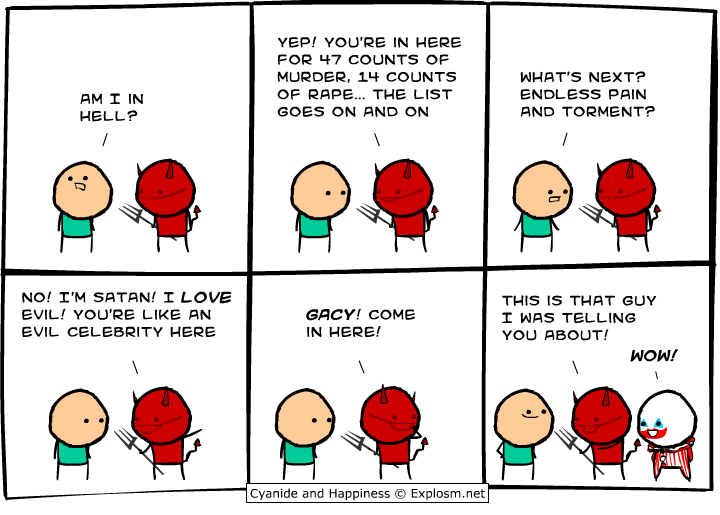 AM I IN
HELL?
YEP! YOU'RE IN HERE
FOR 47 COUNTS OF
MURDER, 14 COUNTS
OF RAPE... THE LIST
GOES ON AND ON
WHAT'S NEXT?
ENDLESS PAIN
AND TORMENT?
NO! I'M SATAN! I LOVE
EVIL! YOU'RE LIKE AN
EVIL CELEBRITY HERE
GACY! COME
IN HERE!
THIS IS THAT GUY
I WAS TELLING
YOU ABOUT!
WOW!
Cyanide and Happiness © Explosm.net